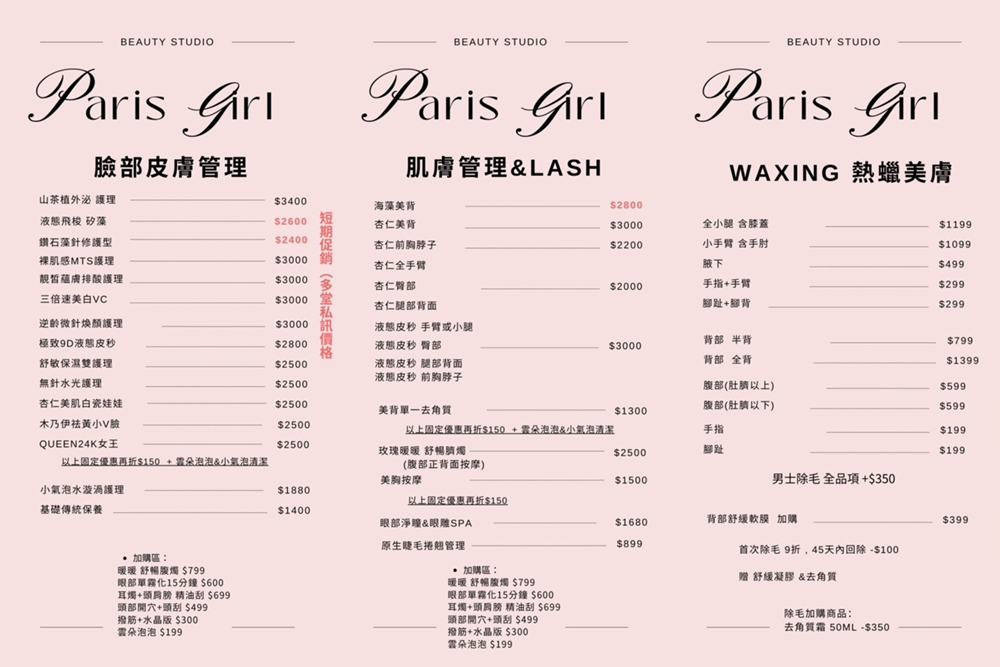 BEAUTY STUDIO
Paris Girl
臉部皮膚管理
山茶植外泌 護理 $3400
液態飛梭 矽藻 $2600
鑽石藻針修護型 $2400
裸肌感MTS護理 $3000
靚皙蘊膚排酸護理 $3000
三倍速美白VC $3000
逆齡微針煥顏護理 $3000
極致9D液態皮秒 $2800
舒敏保濕雙護理 $2500
無針水光護理 $2500
杏仁美肌白瓷娃娃 $2500
木乃伊祛黃小V臉 $2500
QUEEN24K女王 $2500
以上固定優惠再折$150 + 雲朵泡泡&小氣泡清潔
小氣泡水漩渦護理 $1880
基礎傳統保養 $1400
短期促銷（多堂私訊價格
• 加購區：
暖暖 舒暢腹燭 $799
眼部單霧化15分鐘 $600
耳燭+頭肩膀 精油刮 $699
頭部開穴+頭刮 $499
撥筋+水晶版 $300
雲朵泡泡 $199
BEAUTY STUDIO
Paris Girl
肌膚管理&LASH
海藻美背 $2800
杏仁美背 $3000
杏仁前胸脖子 $2200
杏仁全手臂
杏仁臀部 $2000
杏仁腿部背面
液態皮秒 手臂或小腿
液態皮秒 臀部 $3000
液態皮秒 腿部背面
液態皮秒 前胸脖子
美背單一去角質 $1300
以上固定優惠再折$150 + 雲朵泡泡&小氣泡清潔
玫瑰暖暖 舒暢臍燭 $2500
(腹部正背面按摩)
美胸按摩 $1500
以上固定優惠再折$150
眼部淨瞳&眼雕SPA $1680
原生睫毛捲翹管理 $899
• 加購區：
暖暖 舒暢腹燭 $799
眼部單霧化15分鐘 $600
耳燭+頭肩膀 精油刮 $699
頭部開穴+頭刮 $499
撥筋+水晶版 $300
雲朵泡泡 $199
BEAUTY STUDIO
Paris Girl
WAXING 熱蠟美膚
全小腿 含膝蓋 $1199
小手臂 含手肘 $1099
腋下 $499
手指+手臂 $299
腳趾+腳背 $299
背部 半背 $799
背部 全背 $1399
腹部(肚臍以上) $599
腹部(肚臍以下) $599
手指 $199
腳趾 $199
男士除毛 全品項 +$350
背部舒緩軟膜 加購 $399
首次除毛 9折 , 45天內回除 -$100
贈 舒緩凝膠 &去角質
除毛加購商品:
去角質霜 50ML -$350